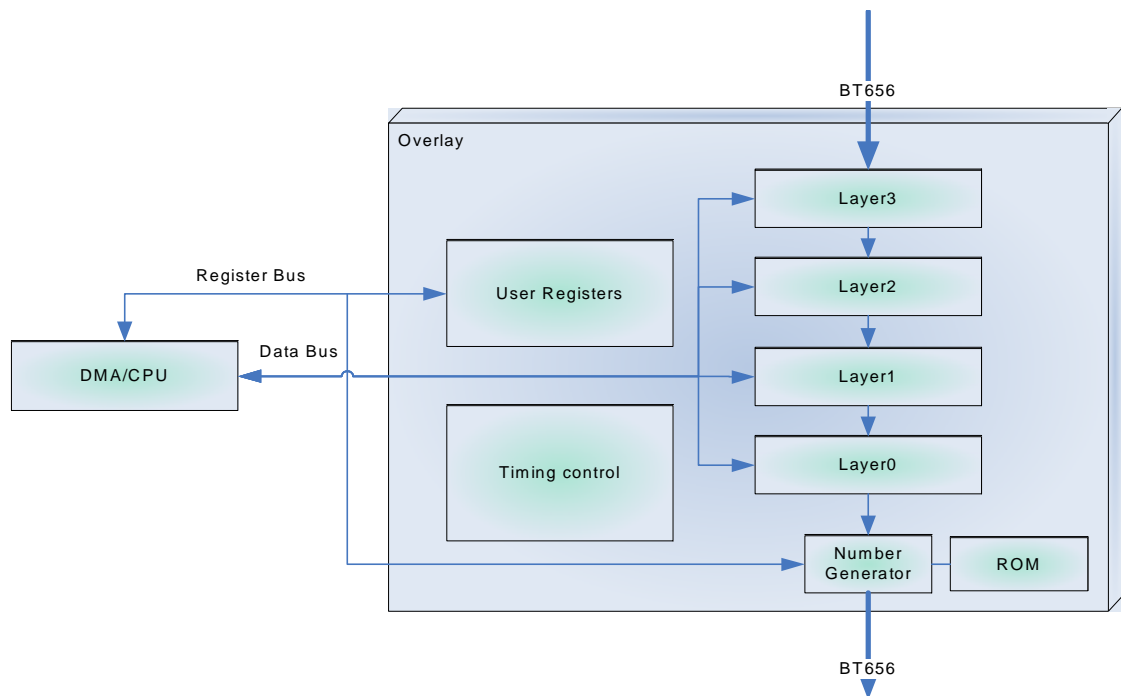 BT656
Overlay
Layer3
Register Bus
User Registers
Layer2
Data Bus
DMA/CPU
Layer1
Timing control
Layer0
Number
Generator
ROM
BT656